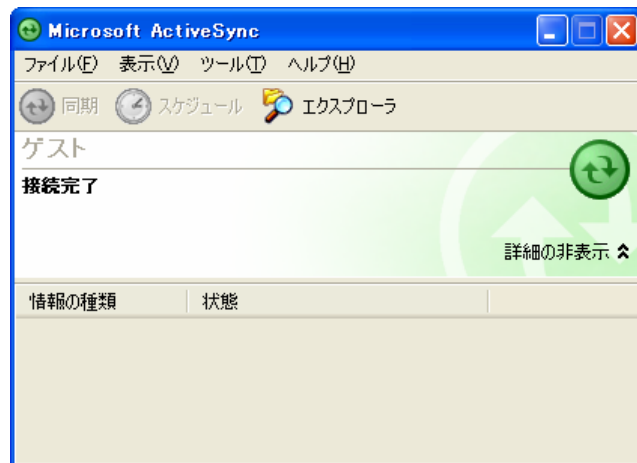 Microsoft ActiveSync
ファイル(F) 表示(V) ツール(T) ヘルプ(H)
同期 スケジュール エクスプローラ
ゲスト
接続完了
詳細の非表示
情報の種類 状態